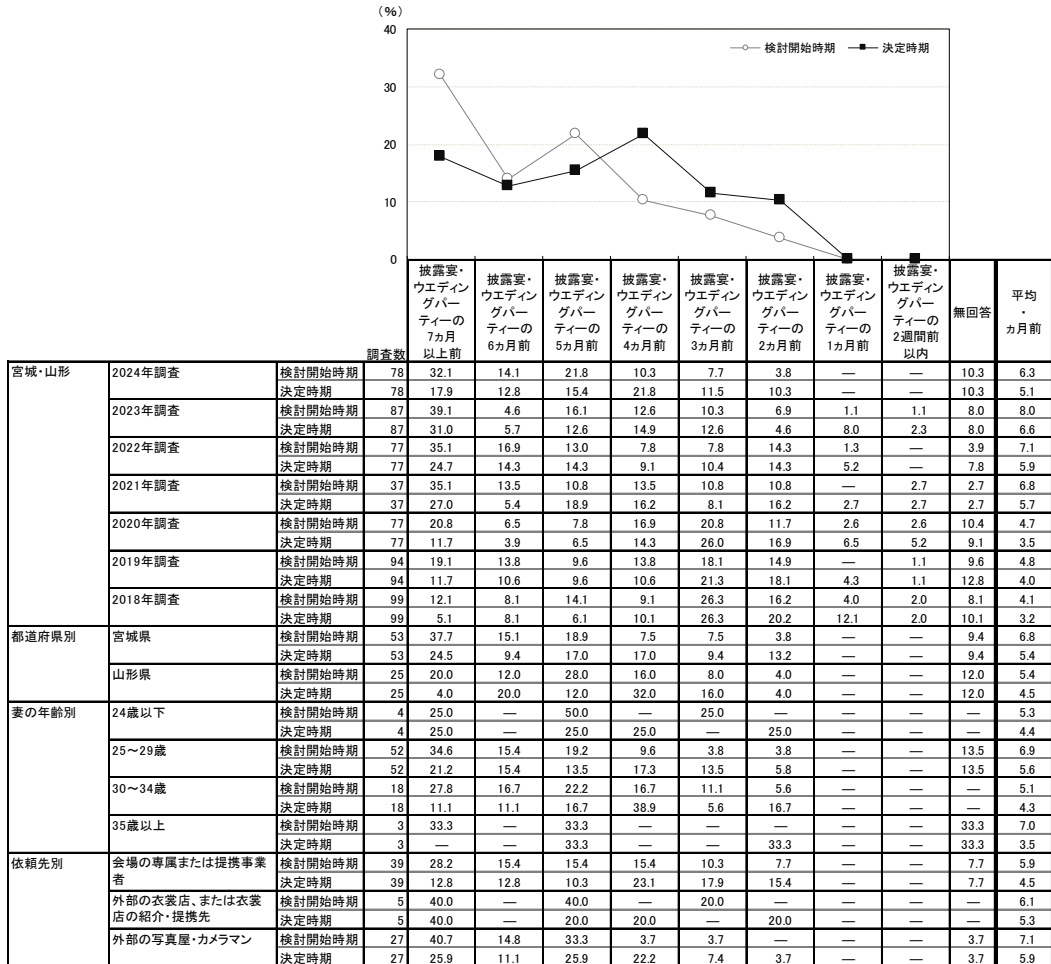 (%)
40
30
20
10
0
検討開始時期 決定時期
調査数 披露宴・ウエディングパーティーの7ヵ月以上前 披露宴・ウエディングパーティーの6ヵ月前 披露宴・ウエディングパーティーの5ヵ月前 披露宴・ウエディングパーティーの4ヵ月前 披露宴・ウエディングパーティーの3ヵ月前 披露宴・ウエディングパーティーの2ヵ月前 披露宴・ウエディングパーティーの1ヵ月前 披露宴・ウエディングパーティーの2週間前以内 無回答 平均・ヵ月前
宮城・山形 2024年調査 検討開始時期 78 32.1 14.1 21.8 10.3 7.7 3.8 — — 10.3 6.3
決定時期 78 17.9 12.8 15.4 21.8 11.5 10.3 — — 10.3 5.1
2023年調査 検討開始時期 87 39.1 4.6 16.1 12.6 10.3 6.9 1.1 1.1 8.0 8.0
決定時期 87 31.0 5.7 12.6 14.9 12.6 4.6 8.0 2.3 8.0 6.6
2022年調査 検討開始時期 77 35.1 16.9 13.0 7.8 7.8 14.3 1.3 — 3.9 7.1
決定時期 77 24.7 14.3 14.3 9.1 10.4 14.3 5.2 — 7.8 5.9
2021年調査 検討開始時期 37 35.1 13.5 10.8 13.5 10.8 10.8 — 2.7 2.7 6.8
決定時期 37 27.0 5.4 18.9 16.2 8.1 16.2 2.7 2.7 2.7 5.7
2020年調査 検討開始時期 77 20.8 6.5 7.8 16.9 20.8 11.7 2.6 2.6 10.4 4.7
決定時期 77 11.7 3.9 6.5 14.3 26.0 16.9 6.5 5.2 9.1 3.5
2019年調査 検討開始時期 94 19.1 13.8 9.6 13.8 18.1 14.9 — 1.1 9.6 4.8
決定時期 94 11.7 10.6 9.6 10.6 21.3 18.1 4.3 1.1 12.8 4.0
2018年調査 検討開始時期 99 12.1 8.1 14.1 9.1 26.3 16.2 4.0 2.0 8.1 4.1
決定時期 99 5.1 8.1 6.1 10.1 26.3 20.2 12.1 2.0 10.1 3.2
都道府県別 宮城県 検討開始時期 53 37.7 15.1 18.9 7.5 7.5 3.8 — — 9.4 6.8
決定時期 53 24.5 9.4 17.0 17.0 9.4 13.2 — — 9.4 5.4
山形県 検討開始時期 25 20.0 12.0 28.0 16.0 8.0 4.0 — — 12.0 5.4
決定時期 25 4.0 20.0 12.0 32.0 16.0 4.0 — — 12.0 4.5
妻の年齢別 24歳以下 検討開始時期 4 25.0 — 50.0 — 25.0 — — — — 5.3
決定時期 4 25.0 — 25.0 25.0 — 25.0 — — — 4.4
25～29歳 検討開始時期 52 34.6 15.4 19.2 9.6 3.8 3.8 — — 13.5 6.9
決定時期 52 21.2 15.4 13.5 17.3 13.5 5.8 — — 13.5 5.6
30～34歳 検討開始時期 18 27.8 16.7 22.2 16.7 11.1 5.6 — — — 5.1
決定時期 18 11.1 11.1 16.7 38.9 5.6 16.7 — — — 4.3
35歳以上 検討開始時期 3 33.3 — 33.3 — — — — — 33.3 7.0
決定時期 3 — — 33.3 — — 33.3 — — 33.3 3.5
依頼先別 会場の専属または提携事業者 検討開始時期 39 28.2 15.4 15.4 15.4 10.3 7.7 — — 7.7 5.9
決定時期 39 12.8 12.8 10.3 23.1 17.9 15.4 — — 7.7 4.5
外部の衣裳店、または衣裳店の紹介・提携先 検討開始時期 5 40.0 — 40.0 — 20.0 — — — — 6.1
決定時期 5 40.0 — 20.0 20.0 — 20.0 — — — 5.3
外部の写真屋・カメラマン 検討開始時期 27 40.7 14.8 33.3 3.7 3.7 — — — 3.7 7.1
決定時期 27 25.9 11.1 25.9 22.2 7.4 3.7 — — 3.7 5.9